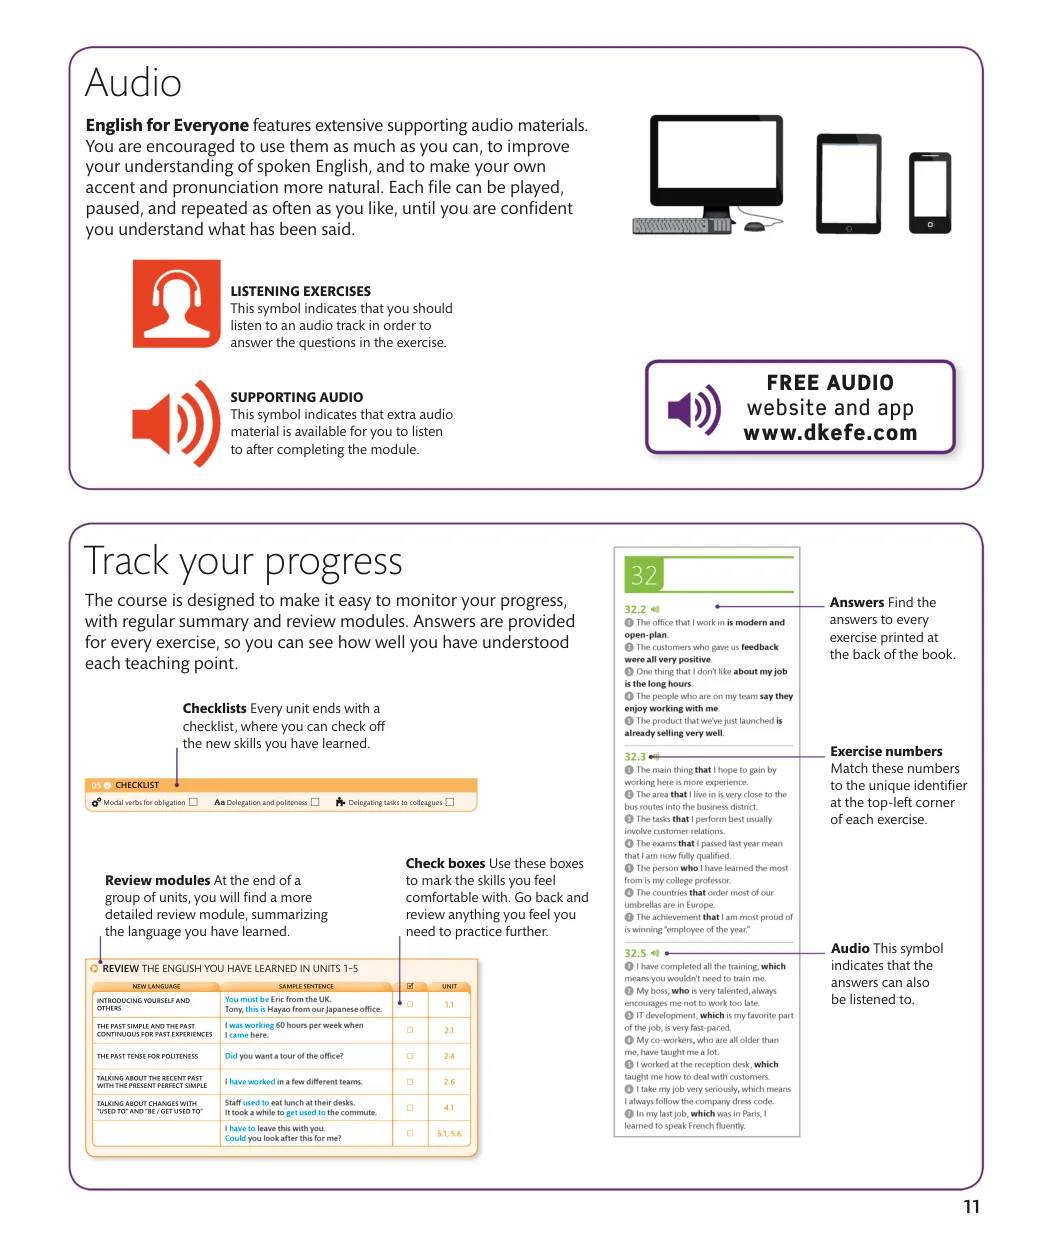 Audio
English for Everyone features extensive supporting audio materials.
You are encouraged to use them as much as you can, to improve
your understanding of spoken English, and to make your own
accent and pronunciation more natural. Each file can be played,
paused, and repeated as often as you like, until you are confident
you understand what has been said.
LISTENING EXERCISES
This symbol indicates that you should
listen to an audio track in order to
answer the questions in the exercise.
SUPPORTING AUDIO
This symbol indicates that extra audio
material is available for you to listen
to after completing the module.
FREE AUDIO
website and app
www.dkefe.com
Track your progress
The course is designed to make it easy to monitor your progress,
with regular summary and review modules. Answers are provided
for every exercise, so you can see how well you have understood
each teaching point.
Checklists Every unit ends with a
checklist, where you can check off
the new skills you have learned.
05 CHECKLIST
Modal verbs for obligation Aa Delegation and politeness Delegating tasks to colleagues
Review modules At the end of a
group of units, you will find a more
detailed review module, summarizing
the language you have learned.
Check boxes Use these boxes
to mark the skills you feel
comfortable with. Go back and
review anything you feel you
need to practice further.
REVIEW THE ENGLISH YOU HAVE LEARNED IN UNITS 1–5
NEW LANGUAGE SAMPLE SENTENCE UNIT
INTRODUCING YOURSELF AND
OTHERS
You must be Eric from the UK.
Tony, this is Hayao from our Japanese office.
1.1
THE PAST SIMPLE AND THE PAST
CONTINUOUS FOR PAST EXPERIENCES
I was working 60 hours per week when
I came here.
2.1
THE PAST TENSE FOR POLITENESS
Did you want a tour of the office?
2.4
TALKING ABOUT THE RECENT PAST
WITH THE PRESENT PERFECT SIMPLE
I have worked in a few different teams.
2.6
TALKING ABOUT CHANGES WITH
"USED TO" AND "BE / GET USED TO"
Staff used to eat lunch at their desks.
It took a while to get used to the commute.
4.1
I have to leave this with you.
Could you look after this for me?
5.1, 5.6
32
32.2
1 The office that I work in is modern and
open-plan.
2 The customers who gave us feedback
were all very positive.
3 One thing that I don't like about my job
is the long hours.
4 The people who are on my team say they
enjoy working with me.
5 The product that we've just launched is
already selling very well.
32.3
1 The main thing that I hope to gain by
working here is more experience.
2 The area that I live in is very close to the
bus routes into the business district.
3 The tasks that I perform best usually
involve customer relations.
4 The exams that I passed last year mean
that I am now fully qualified.
5 The person who I have learned the most
from is my college professor.
6 The countries that order most of our
umbrellas are in Europe.
7 The achievement that I am most proud of
is winning "employee of the year."
32.5
1 I have completed all the training, which
means you wouldn't need to train me.
2 My boss, who is very talented, always
encourages me not to work too late.
3 IT development, which is my favorite part
of the job, is very fast-paced.
4 My co-workers, who are all older than
me, have taught me a lot.
5 I worked at the reception desk, which
taught me how to deal with customers.
6 I take my job very seriously, which means
I always follow the company dress code.
7 In my last job, which was in Paris, I
learned to speak French fluently.
Answers Find the
answers to every
exercise printed at
the back of the book.
Exercise numbers
Match these numbers
to the unique identifier
at the top-left corner
of each exercise.
Audio This symbol
indicates that the
answers can also
be listened to.
11